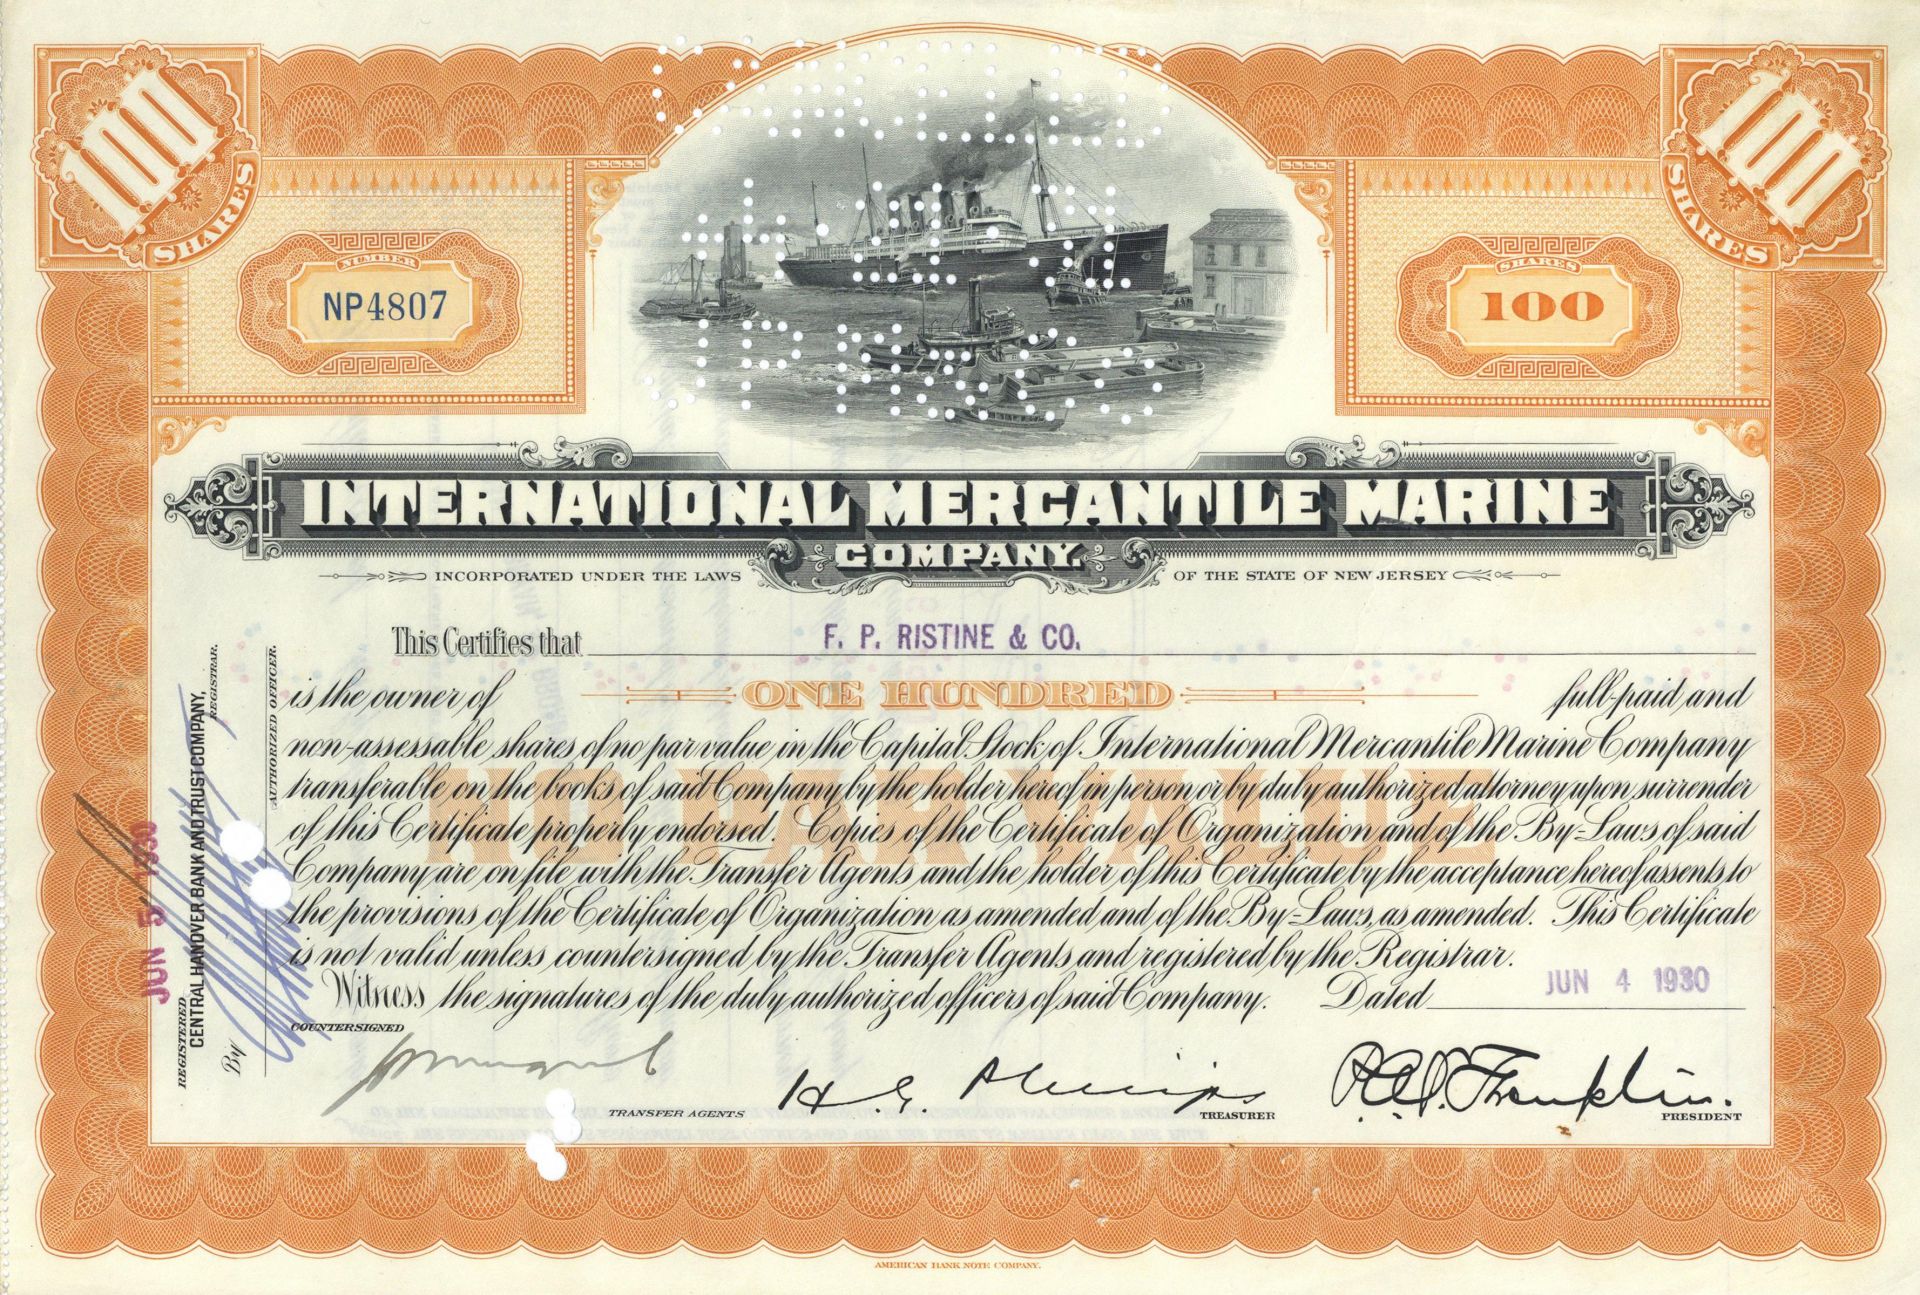 100 SHARES
100 SHARES
NUMBER
NP4807
SHARES
100
INTERNATIONAL MERCANTILE MARINE
COMPANY.
INCORPORATED UNDER THE LAWS OF THE STATE OF NEW JERSEY
This Certifies that F. P. RISTINE & CO.
is the owner of ONE HUNDRED full-paid and
non-assessable shares of no par value in the Capital Stock of International Mercantile Marine Company
transferable on the books of said Company by the holder hereof in person or by duly authorized attorney upon surrender
of this Certificate properly endorsed. Copies of the Certificate of Organization and of the By-Laws of said
Company are on file with the Transfer Agents and the holder of this Certificate by the acceptance hereof assents to
the provisions of the Certificate of Organization as amended and of the By-Laws, as amended. This Certificate
is not valid unless countersigned by the Transfer Agents and registered by the Registrar.
Witness the signatures of the duly authorized officers of said Company. Dated JUN 4 1930
NO PAR VALUE
COUNTERSIGNED
TRANSFER AGENTS
H. G. Phillips
TREASURER
P. A. S. Franklin.
PRESIDENT
REGISTERED
JUN 5 1930
CENTRAL HANOVER BANK AND TRUST COMPANY,
REGISTRAR.
By
AUTHORIZED OFFICER.
AMERICAN BANK NOTE COMPANY.